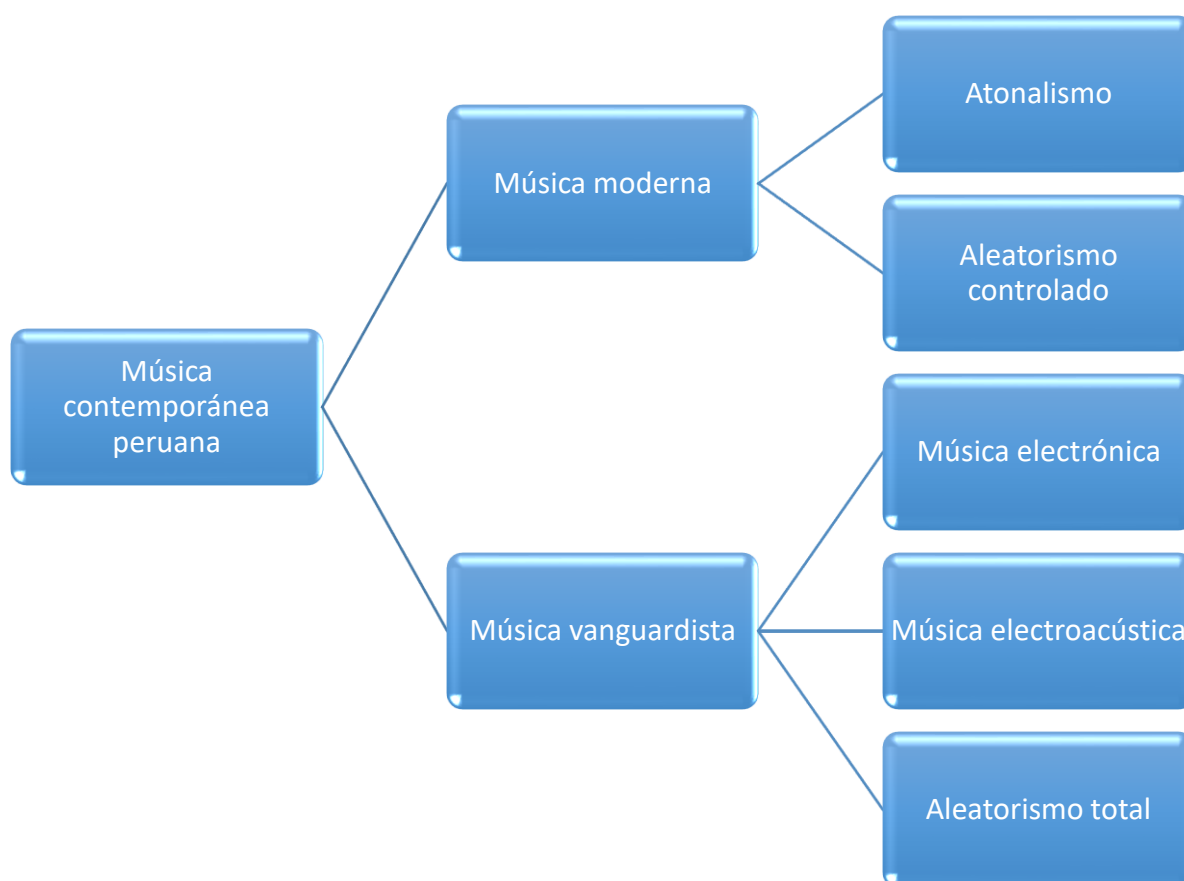 Música
contemporánea
peruana
Música moderna
Atonalismo
Aleatorismo
controlado
Música vanguardista
Música electrónica
Música electroacústica
Aleatorismo total